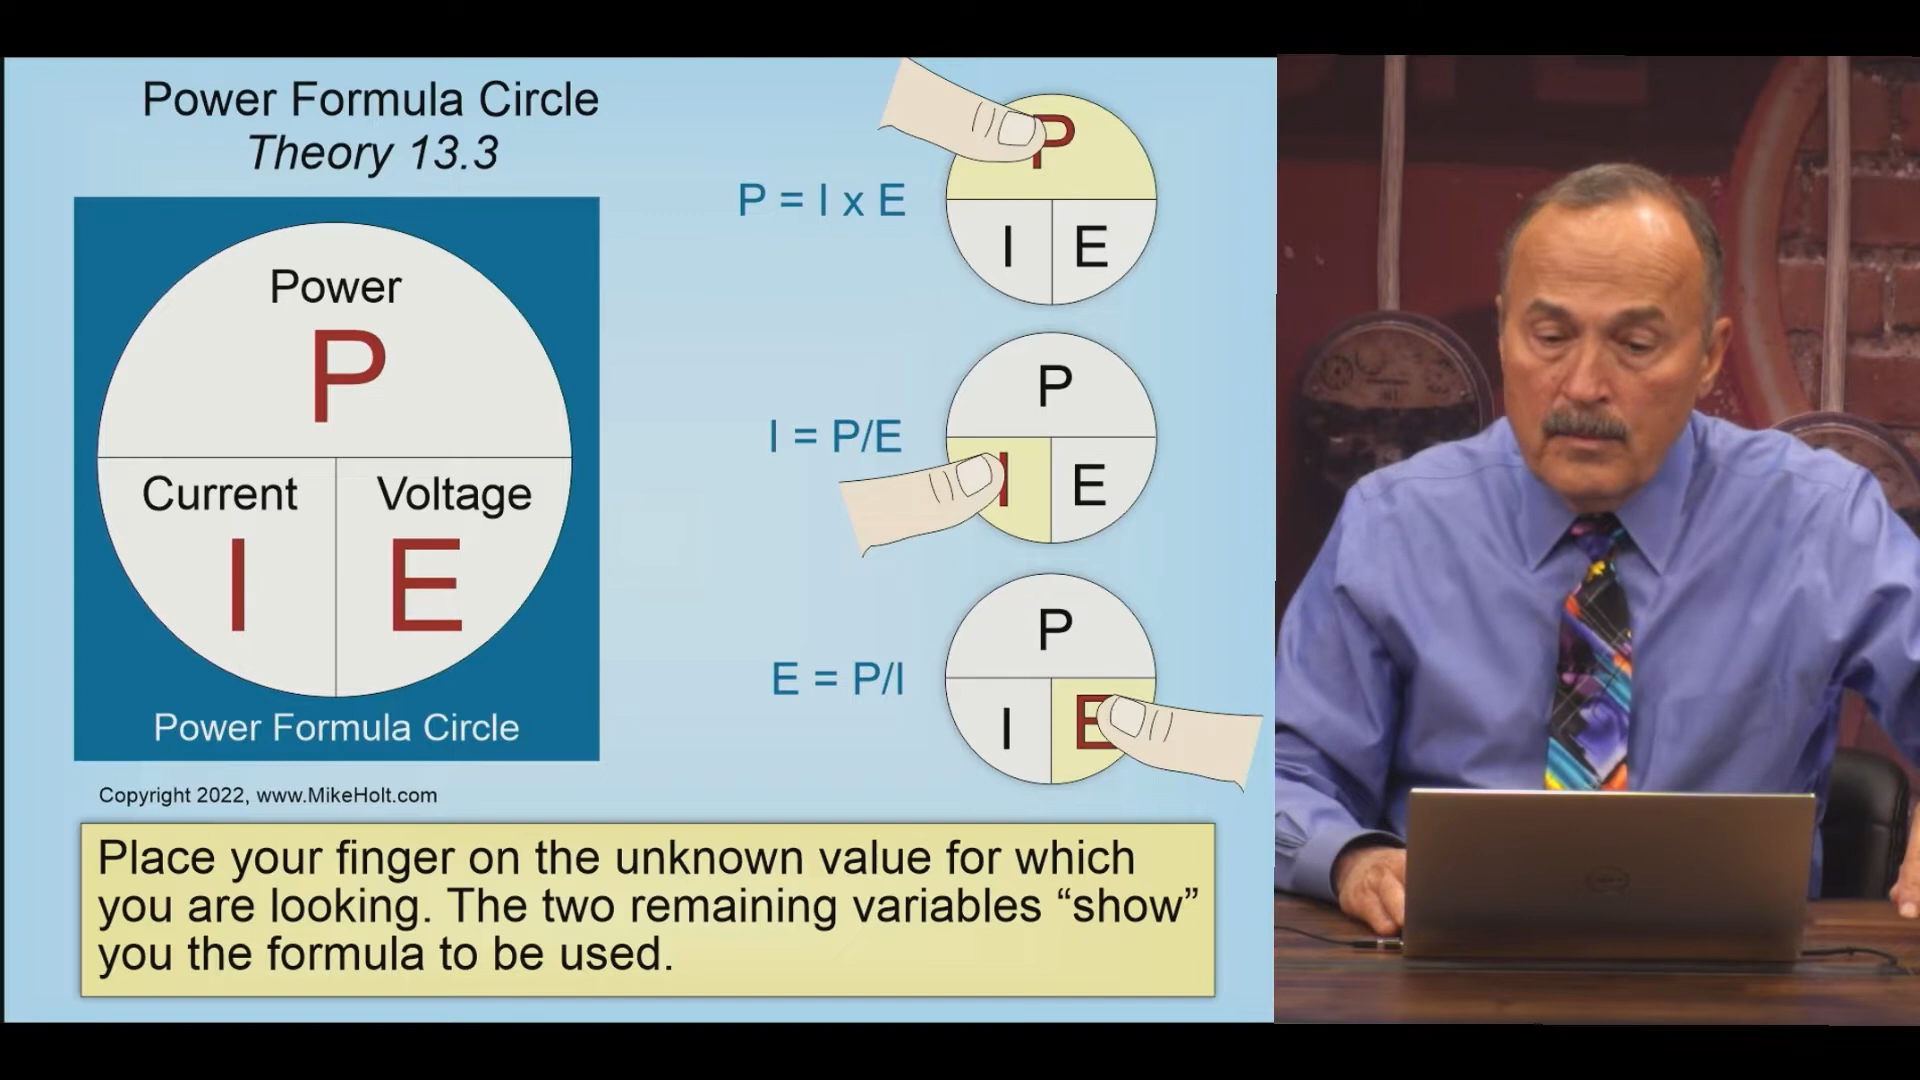 Power Formula Circle
Theory 13.3
Power
P
Current
Voltage
I
E
Power Formula Circle
Copyright 2022, www.MikeHolt.com
P = I x E
P
I
E
I = P/E
P
I
E
E = P/I
P
I
E
Place your finger on the unknown value for which
you are looking. The two remaining variables “show”
you the formula to be used.